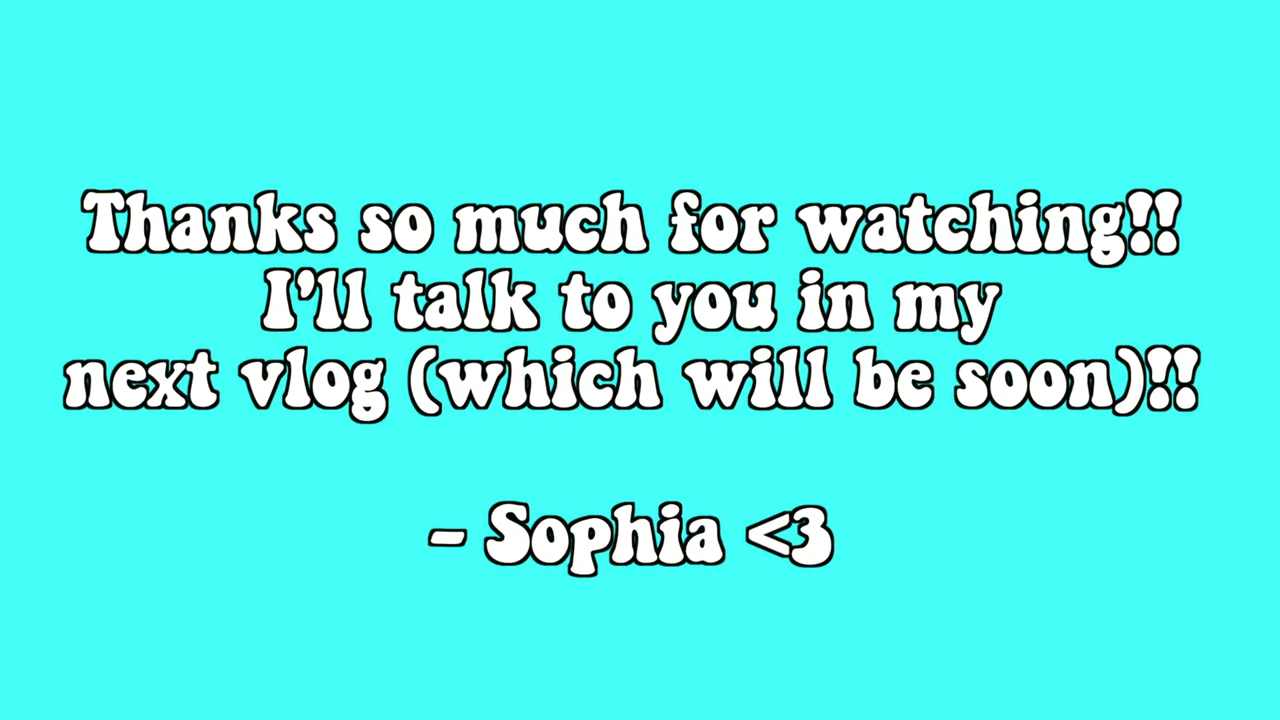 Thanks so much for watching!!
I'll talk to you in my
next vlog (which will be soon)!!
- Sophia <3